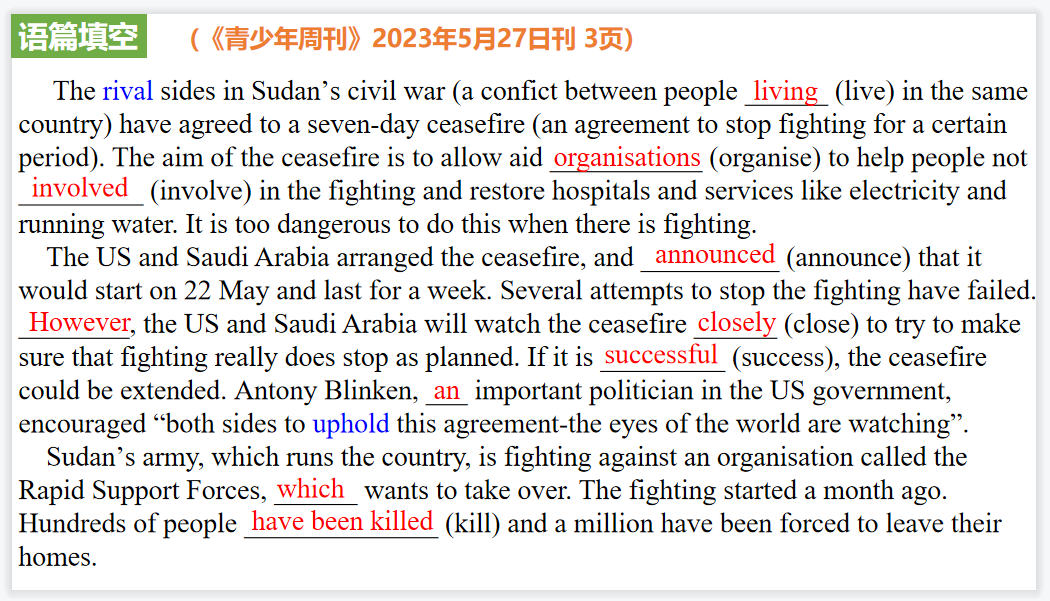 语篇填空 (《青少年周刊》2023年5月27日刊 3页)
The rival sides in Sudan’s civil war (a confict between people living (live) in the same
country) have agreed to a seven-day ceasefire (an agreement to stop fighting for a certain
period). The aim of the ceasefire is to allow aid organisations (organise) to help people not
involved (involve) in the fighting and restore hospitals and services like electricity and
running water. It is too dangerous to do this when there is fighting.
The US and Saudi Arabia arranged the ceasefire, and announced (announce) that it
would start on 22 May and last for a week. Several attempts to stop the fighting have failed.
However, the US and Saudi Arabia will watch the ceasefire closely (close) to try to make
sure that fighting really does stop as planned. If it is successful (success), the ceasefire
could be extended. Antony Blinken, an important politician in the US government,
encouraged “both sides to uphold this agreement-the eyes of the world are watching”.
Sudan’s army, which runs the country, is fighting against an organisation called the
Rapid Support Forces, which wants to take over. The fighting started a month ago.
Hundreds of people have been killed (kill) and a million have been forced to leave their
homes.